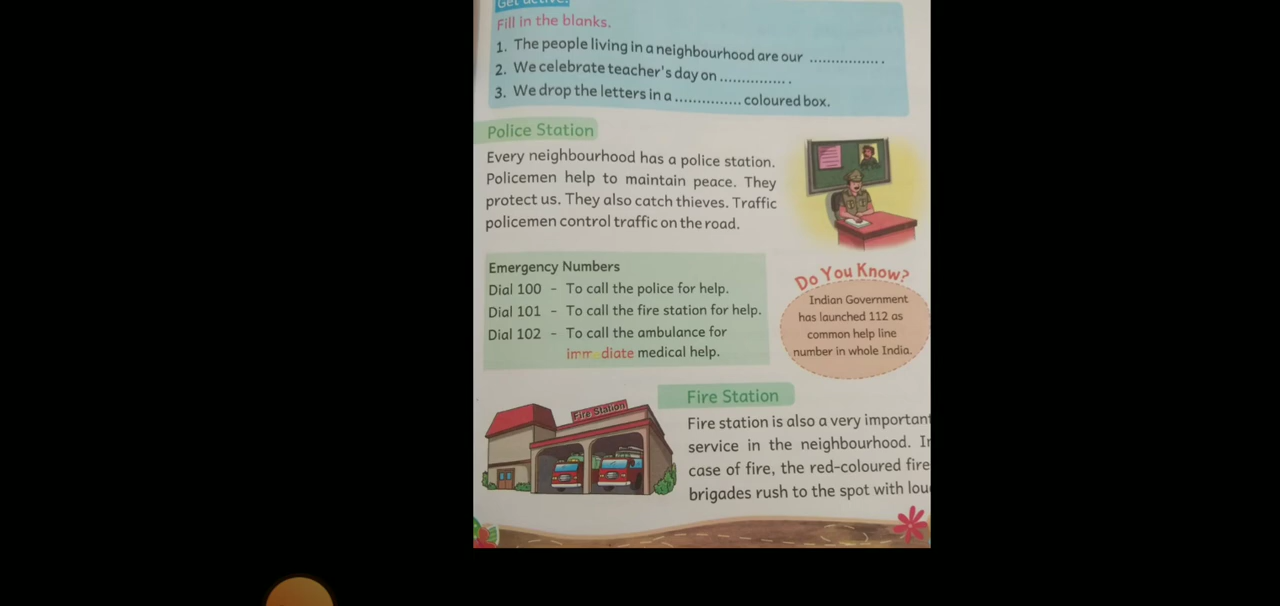 Get active!
Fill in the blanks.
1. The people living in a neighbourhood are our ................. .
2. We celebrate teacher's day on ............... .
3. We drop the letters in a ............... coloured box.
Police Station
Every neighbourhood has a police station.
Policemen help to maintain peace. They
protect us. They also catch thieves. Traffic
policemen control traffic on the road.
Emergency Numbers
Dial 100 - To call the police for help.
Dial 101 - To call the fire station for help.
Dial 102 - To call the ambulance for
immediate medical help.
Do You Know?
Indian Government
has launched 112 as
common help line
number in whole India.
Fire Station
Fire Station
Fire station is also a very important
service in the neighbourhood. In
case of fire, the red-coloured fire
brigades rush to the spot with lou